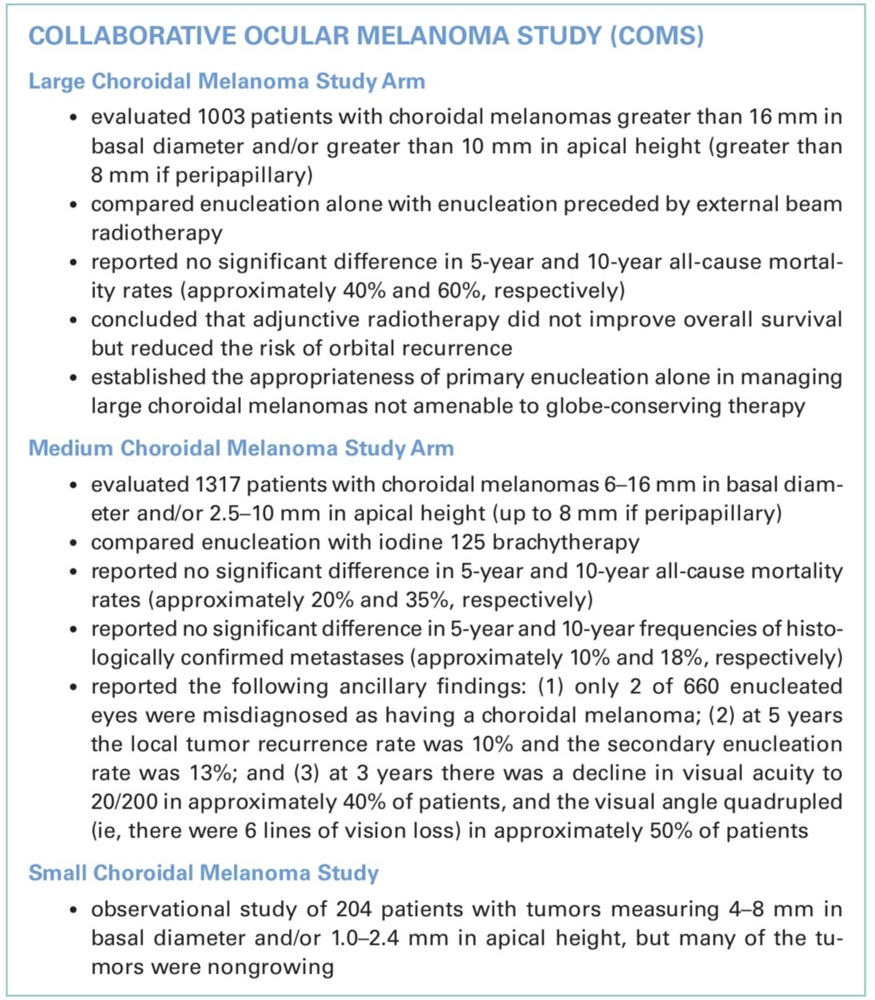 COLLABORATIVE OCULAR MELANOMA STUDY (COMS)
Large Choroidal Melanoma Study Arm
• evaluated 1003 patients with choroidal melanomas greater than 16 mm in
basal diameter and/or greater than 10 mm in apical height (greater than
8 mm if peripapillary)
• compared enucleation alone with enucleation preceded by external beam
radiotherapy
• reported no significant difference in 5-year and 10-year all-cause mortal-
ity rates (approximately 40% and 60%, respectively)
• concluded that adjunctive radiotherapy did not improve overall survival
but reduced the risk of orbital recurrence
• established the appropriateness of primary enucleation alone in managing
large choroidal melanomas not amenable to globe-conserving therapy
Medium Choroidal Melanoma Study Arm
• evaluated 1317 patients with choroidal melanomas 6–16 mm in basal diam-
eter and/or 2.5–10 mm in apical height (up to 8 mm if peripapillary)
• compared enucleation with iodine 125 brachytherapy
• reported no significant difference in 5-year and 10-year all-cause mortality
rates (approximately 20% and 35%, respectively)
• reported no significant difference in 5-year and 10-year frequencies of histo-
logically confirmed metastases (approximately 10% and 18%, respectively)
• reported the following ancillary findings: (1) only 2 of 660 enucleated
eyes were misdiagnosed as having a choroidal melanoma; (2) at 5 years
the local tumor recurrence rate was 10% and the secondary enucleation
rate was 13%; and (3) at 3 years there was a decline in visual acuity to
20/200 in approximately 40% of patients, and the visual angle quadrupled
(ie, there were 6 lines of vision loss) in approximately 50% of patients
Small Choroidal Melanoma Study
• observational study of 204 patients with tumors measuring 4–8 mm in
basal diameter and/or 1.0–2.4 mm in apical height, but many of the tu-
mors were nongrowing